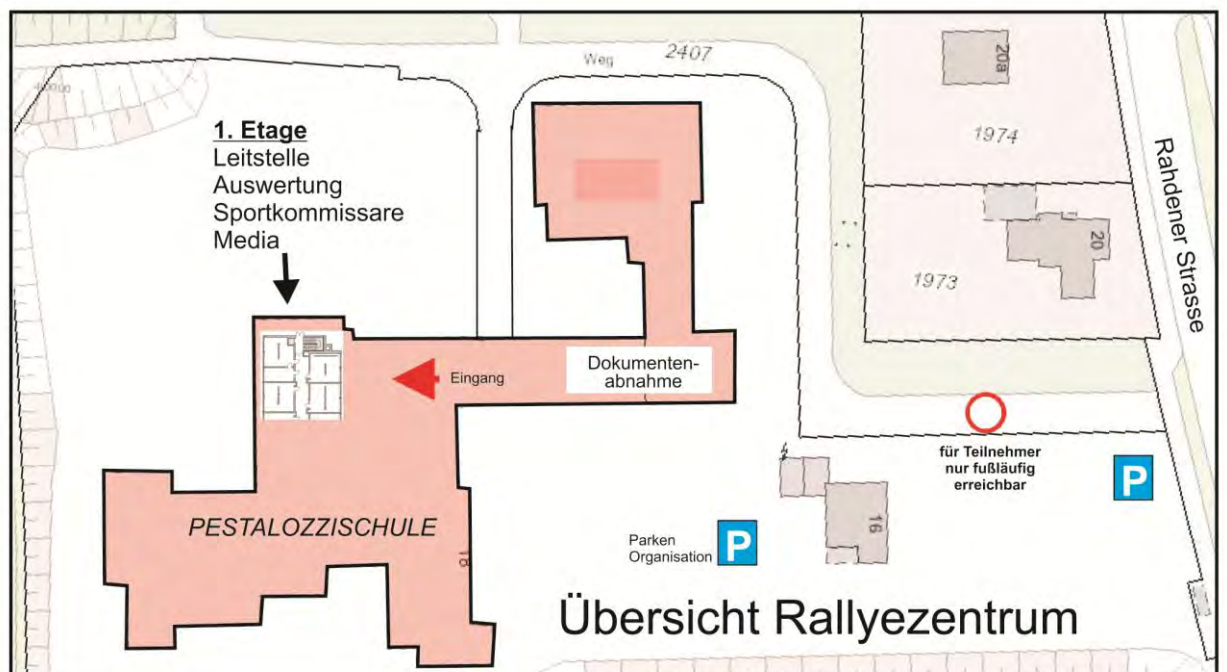 Weg 2407
20a
1974
Rahdener Strasse
1. Etage
Leitstelle
Auswertung
Sportkommissare
Media
20
1973
Eingang
Dokumenten-
abnahme
für Teilnehmer
nur fußläufig
erreichbar
P
PESTALOZZISCHULE
18
Parken
Organisation
P
16
Übersicht Rallyezentrum